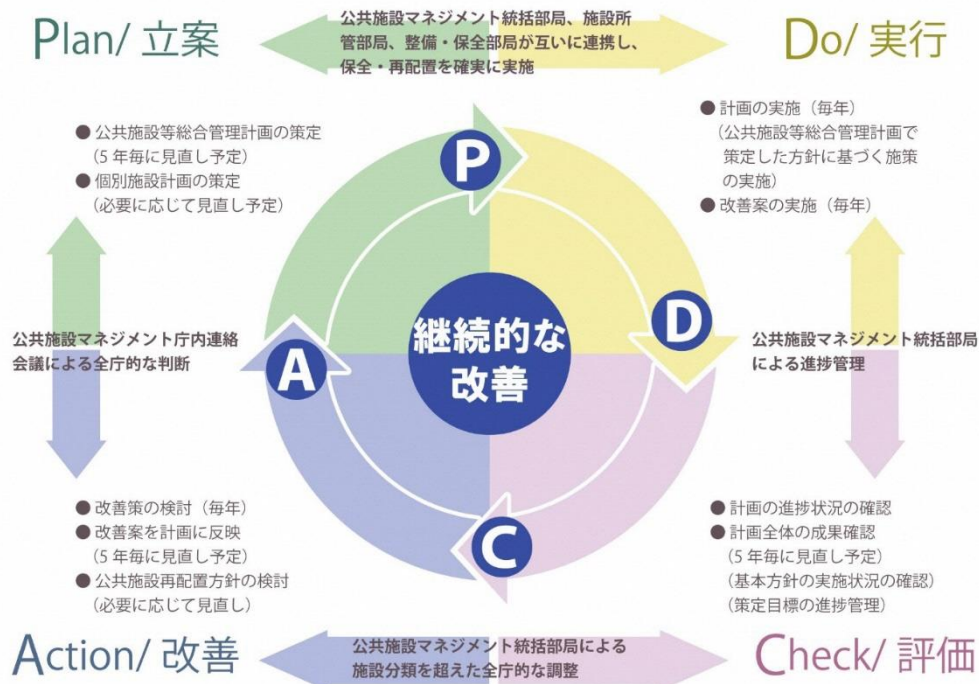 Plan/ 立案
公共施設マネジメント統括部局、施設所
管部局、整備・保全部局が互いに連携し、
保全・再配置を確実に実施
Do/ 実行
● 公共施設等総合管理計画の策定
（5 年毎に見直し予定）
● 個別施設計画の策定
（必要に応じて見直し予定）
● 計画の実施（毎年）
（公共施設等総合管理計画で
策定した方針に基づく施策
の実施）
● 改善案の実施（毎年）
P
D
C
A
継続的な
改善
公共施設マネジメント庁内連絡
会議による全庁的な判断
公共施設マネジメント統括部局
による進捗管理
● 改善策の検討（毎年）
● 改善案を計画に反映
（5 年毎に見直し予定）
● 公共施設再配置方針の検討
（必要に応じて見直し）
● 計画の進捗状況の確認
● 計画全体の成果確認
（5 年毎に見直し予定）
（基本方針の実施状況の確認）
（策定目標の進捗管理）
Action/ 改善
公共施設マネジメント統括部局による
施設分類を超えた全庁的な調整
Check/ 評価